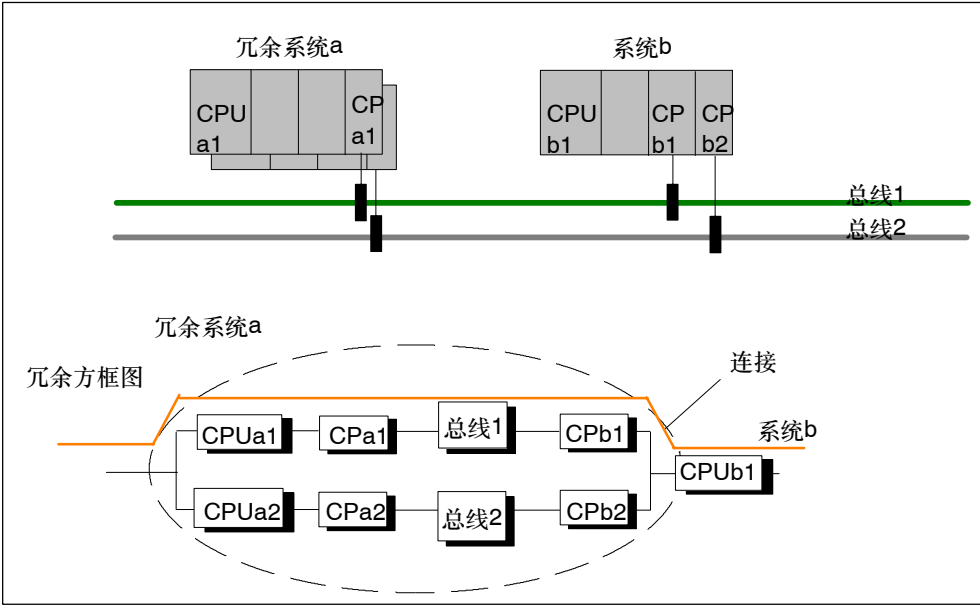 冗余系统a
系统b
CPU
a1
CP
a1
CPU
b1
CP
b1
CP
b2
总线1
总线2
冗余系统a
冗余方框图
连接
系统b
CPUa1
CPa1
总线1
CPb1
CPUb1
CPUa2
CPa2
总线2
CPb2